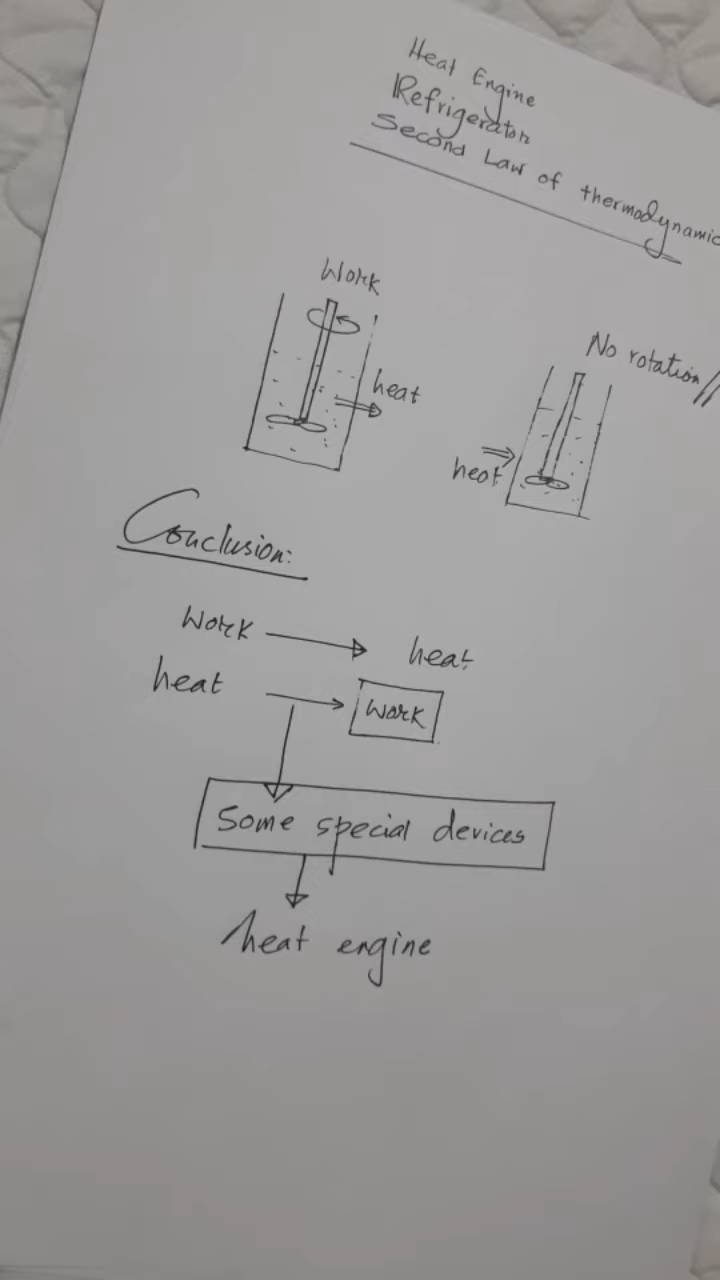 Heat Engine
Refrigerator
Second Law of thermodynamic
Work
heat
No rotation
heat
Conclusion:
Work
heat
heat
Work
Some special devices
heat engine